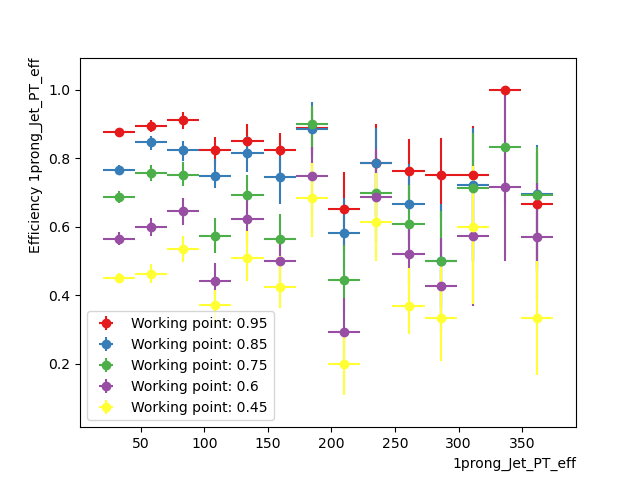 Efficiency 1prong_Jet_PT_eff
1.0
0.8
0.6
0.4
0.2
Working point: 0.95
Working point: 0.85
Working point: 0.75
Working point: 0.6
Working point: 0.45
50 100 150 200 250 300 350
1prong_Jet_PT_eff